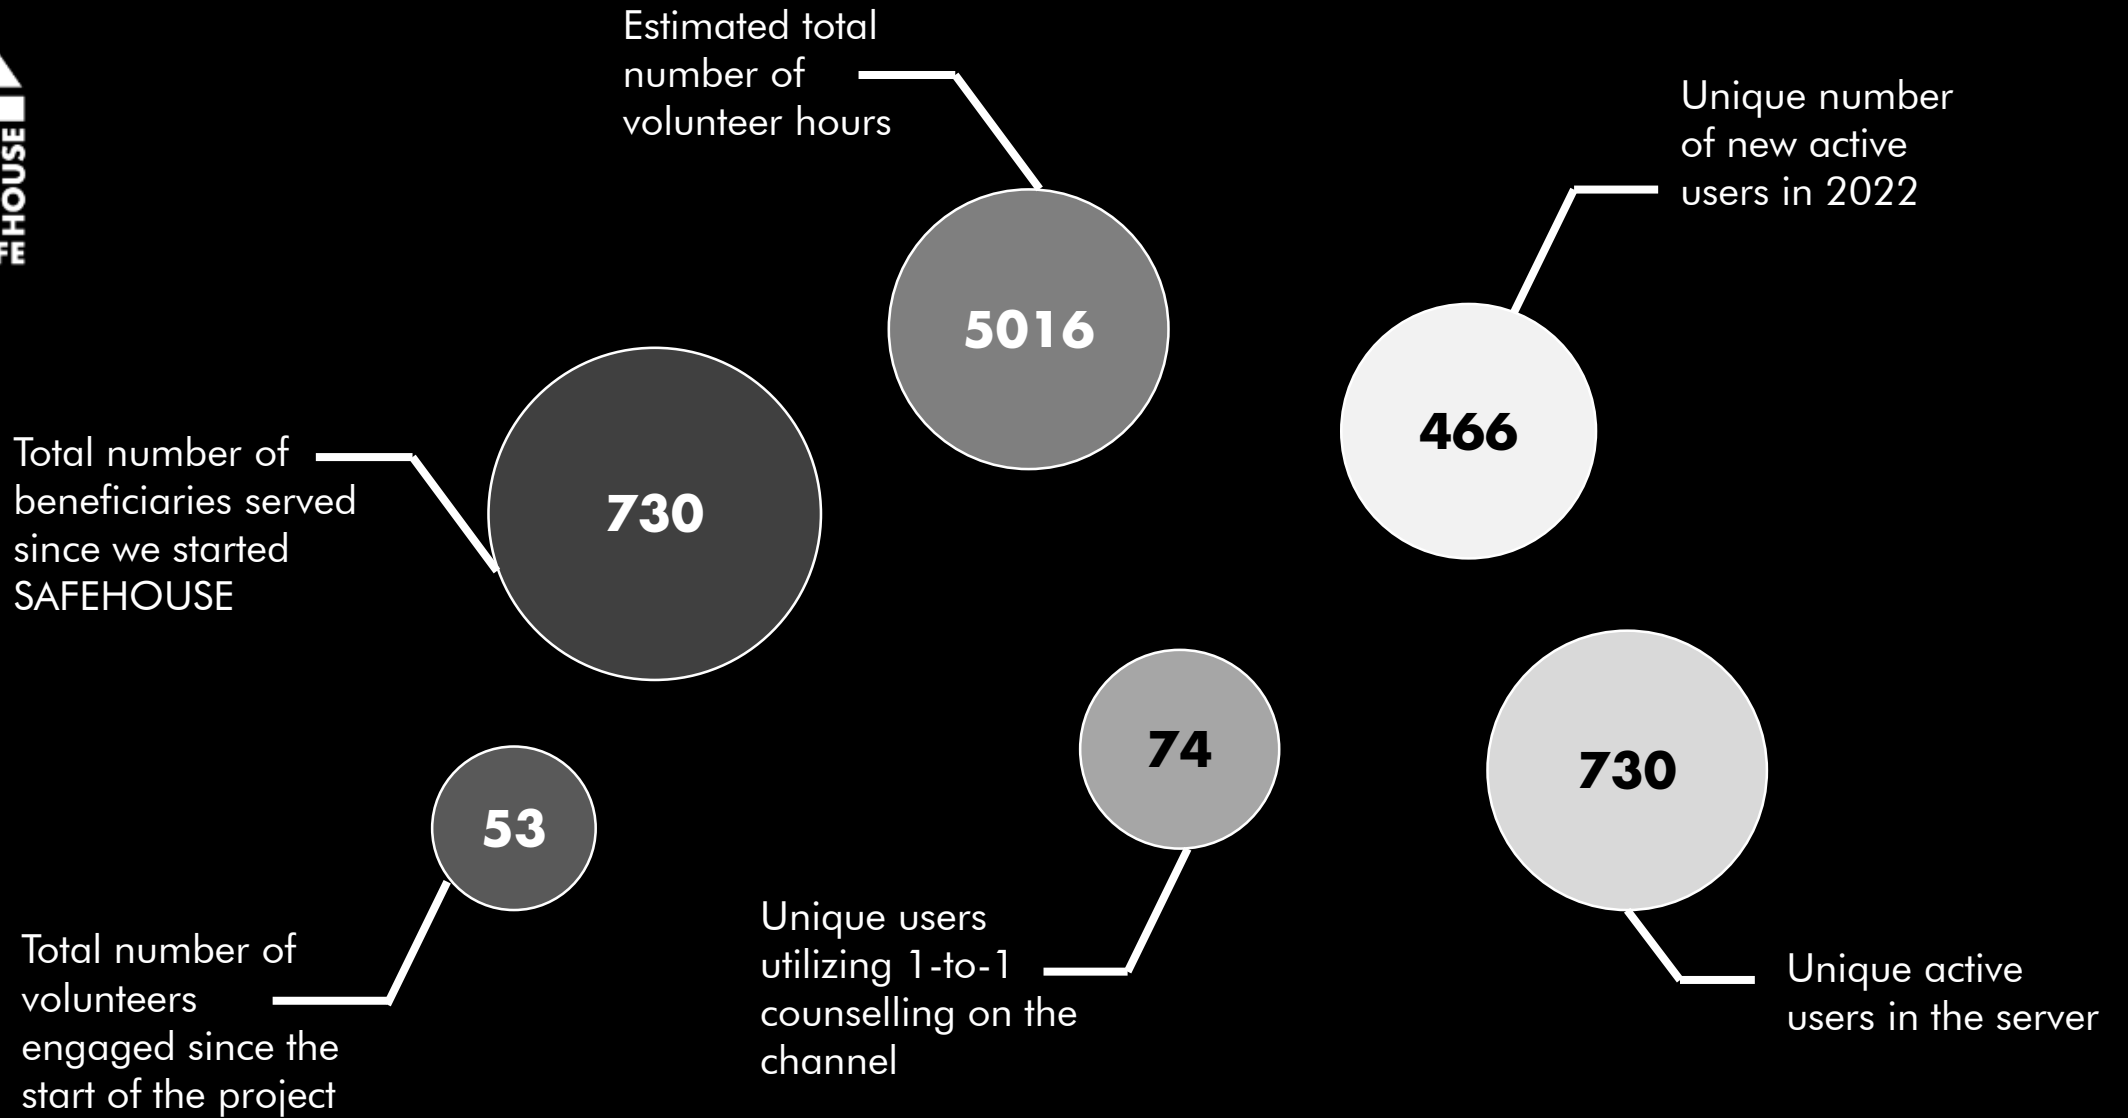 HOUSE
FE
Estimated total
number of
volunteer hours
5016
Unique number
of new active
users in 2022
466
Total number of
beneficiaries served
since we started
SAFEHOUSE
730
53
Total number of
volunteers
engaged since the
start of the project
74
Unique users
utilizing 1-to-1
counselling on the
channel
730
Unique active
users in the server